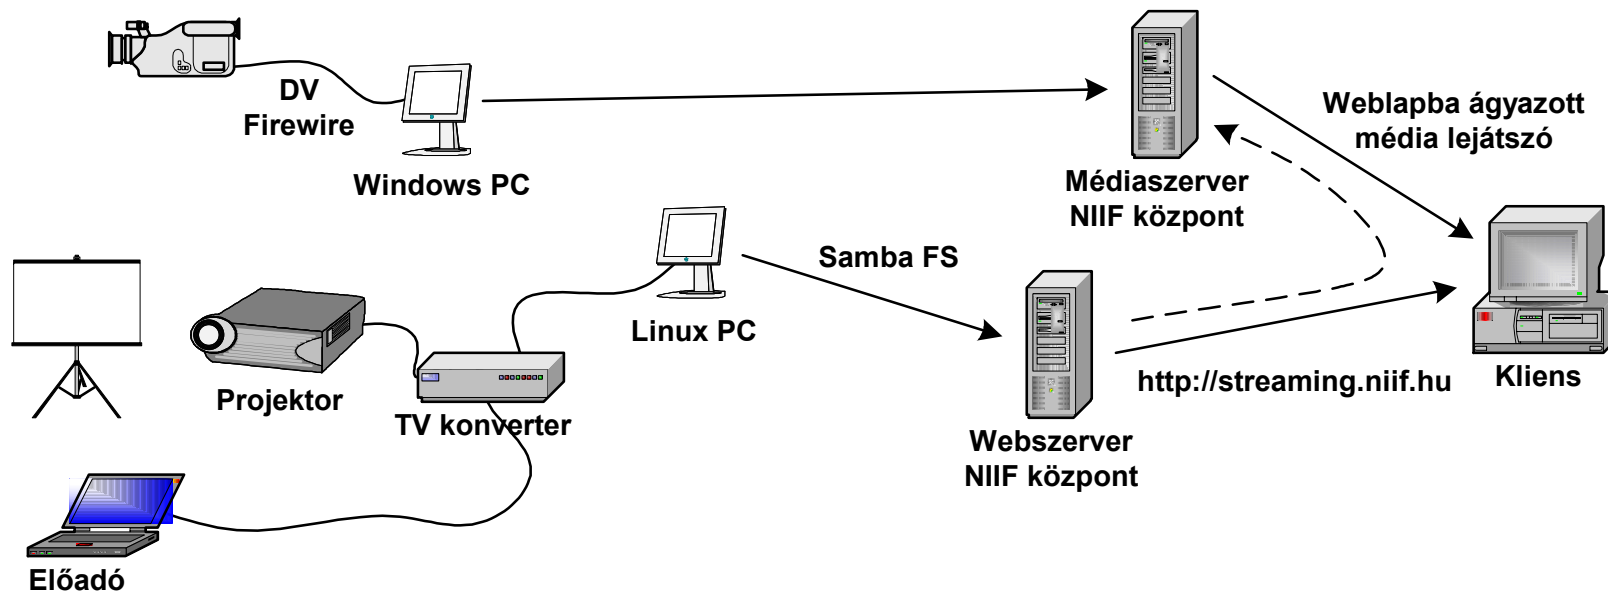 DV
Firewire
Windows PC
Médiaszerver
NIIF központ
Weblapba ágyazott
média lejátszó
Samba FS
Linux PC
Projektor
TV konverter
Webszerver
NIIF központ
http://streaming.niif.hu
Kliens
Előadó